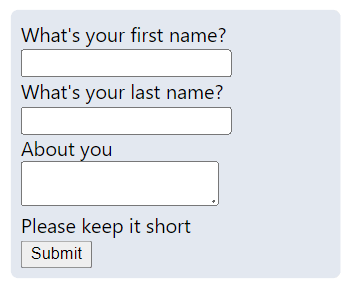 What's your first name?
What's your last name?
About you
Please keep it short
Submit